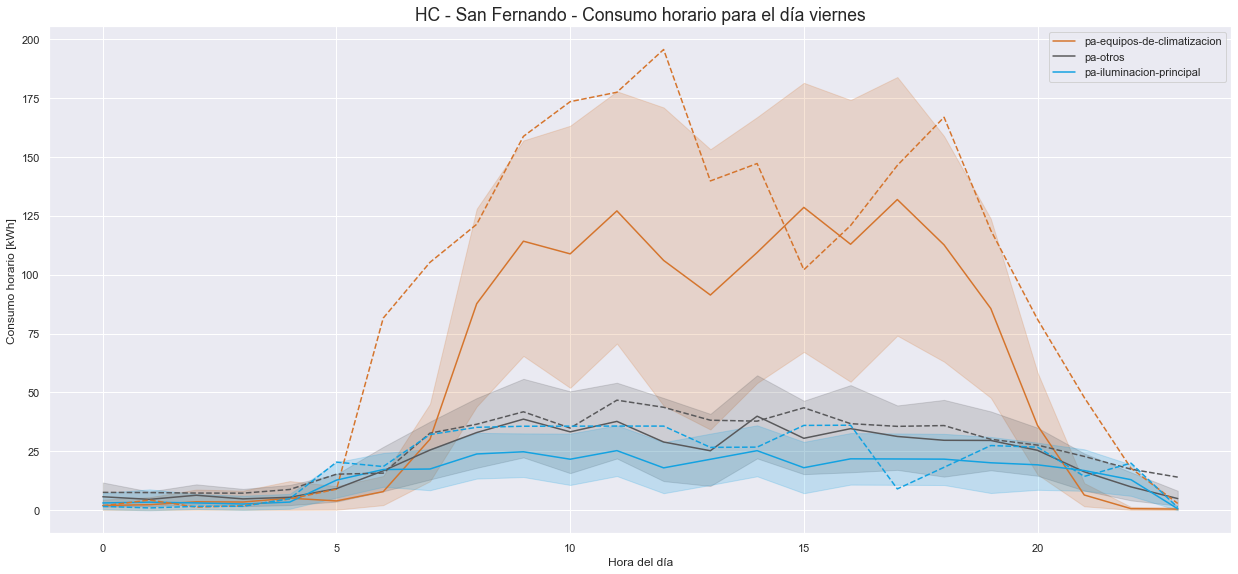 HC - San Fernando - Consumo horario para el día viernes
pa-equipos-de-climatizacion
pa-otros
pa-iluminacion-principal
Consumo horario [kWh]
200
175
150
125
100
75
50
25
0
0 5 10 15 20
Hora del día